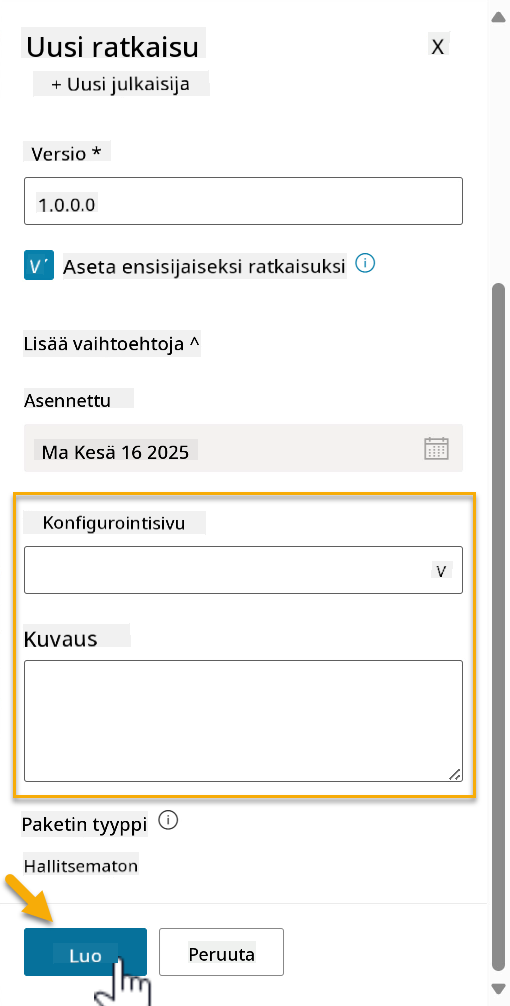 Uusi ratkaisu
X
+ Uusi julkaisija
Versio *
1.0.0.0
V Aseta ensisijaiseksi ratkaisuksi
Lisää vaihtoehtoja ^
Asennettu
Ma Kesä 16 2025
Konfigurointisivu
V
Kuvaus
Paketin tyyppi
Hallitsematon
Luo
Peruuta